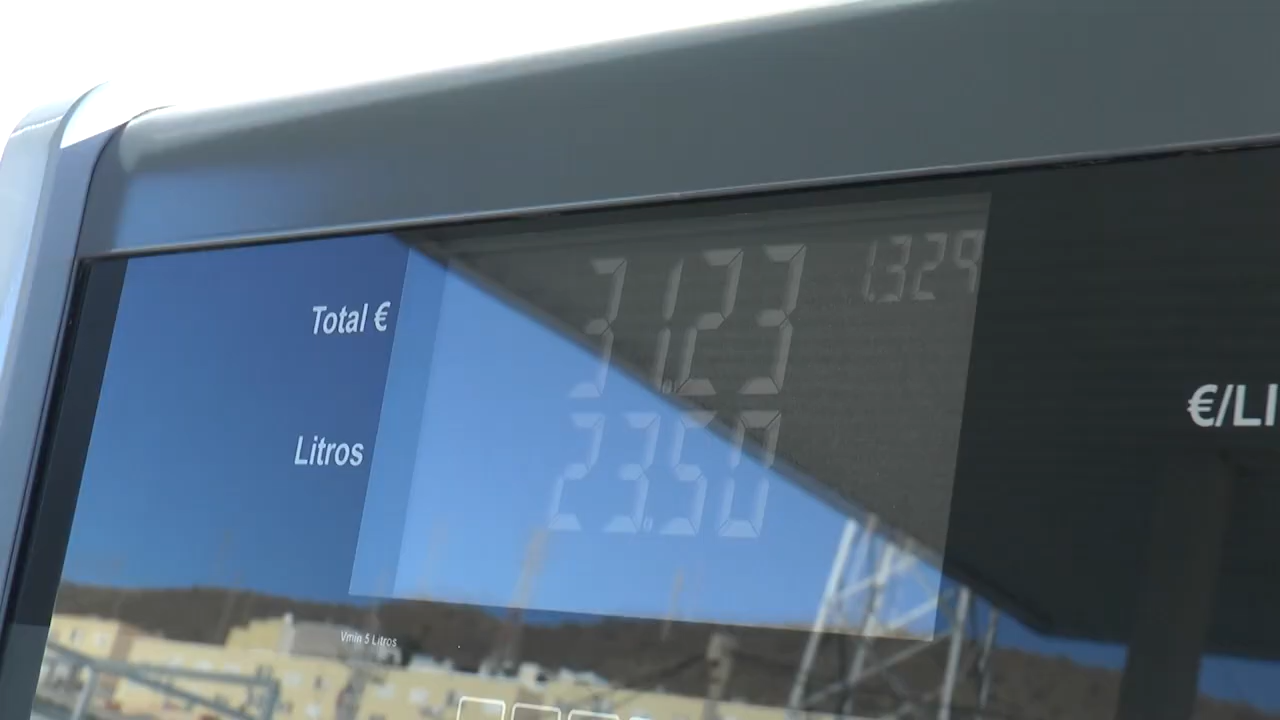 Total € 31.23 1.329
€/LI
Litros 23.50
Vmin 5 Litros